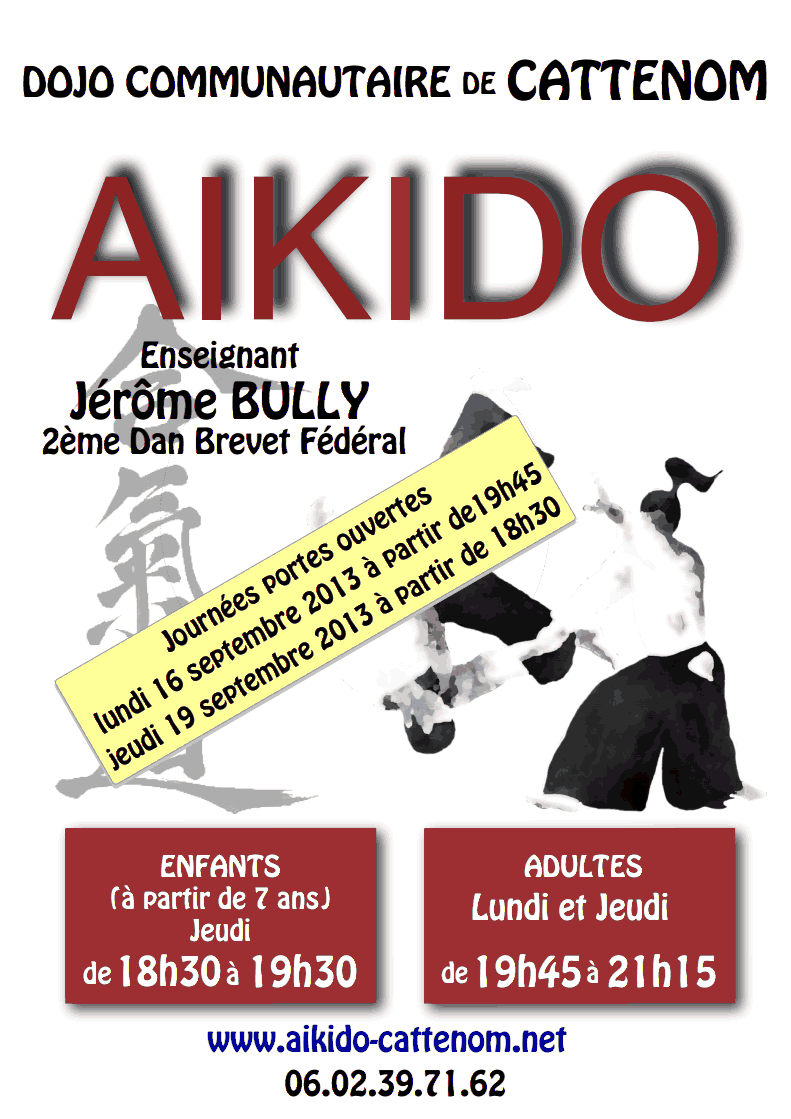 DOJO COMMUNAUTAIRE DE CATTENOM
AIKIDO
Enseignant
Jérôme BULLY
2ème Dan Brevet Fédéral
合
氣
Journées portes ouvertes
lundi 16 septembre 2013 à partir de19h45
jeudi 19 septembre 2013 à partir de 18h30
ENFANTS
(à partir de 7 ans)
Jeudi
de 18h30 à 19h30
ADULTES
Lundi et Jeudi
de 19h45 à 21h15
www.aikido-cattenom.net
06.02.39.71.62